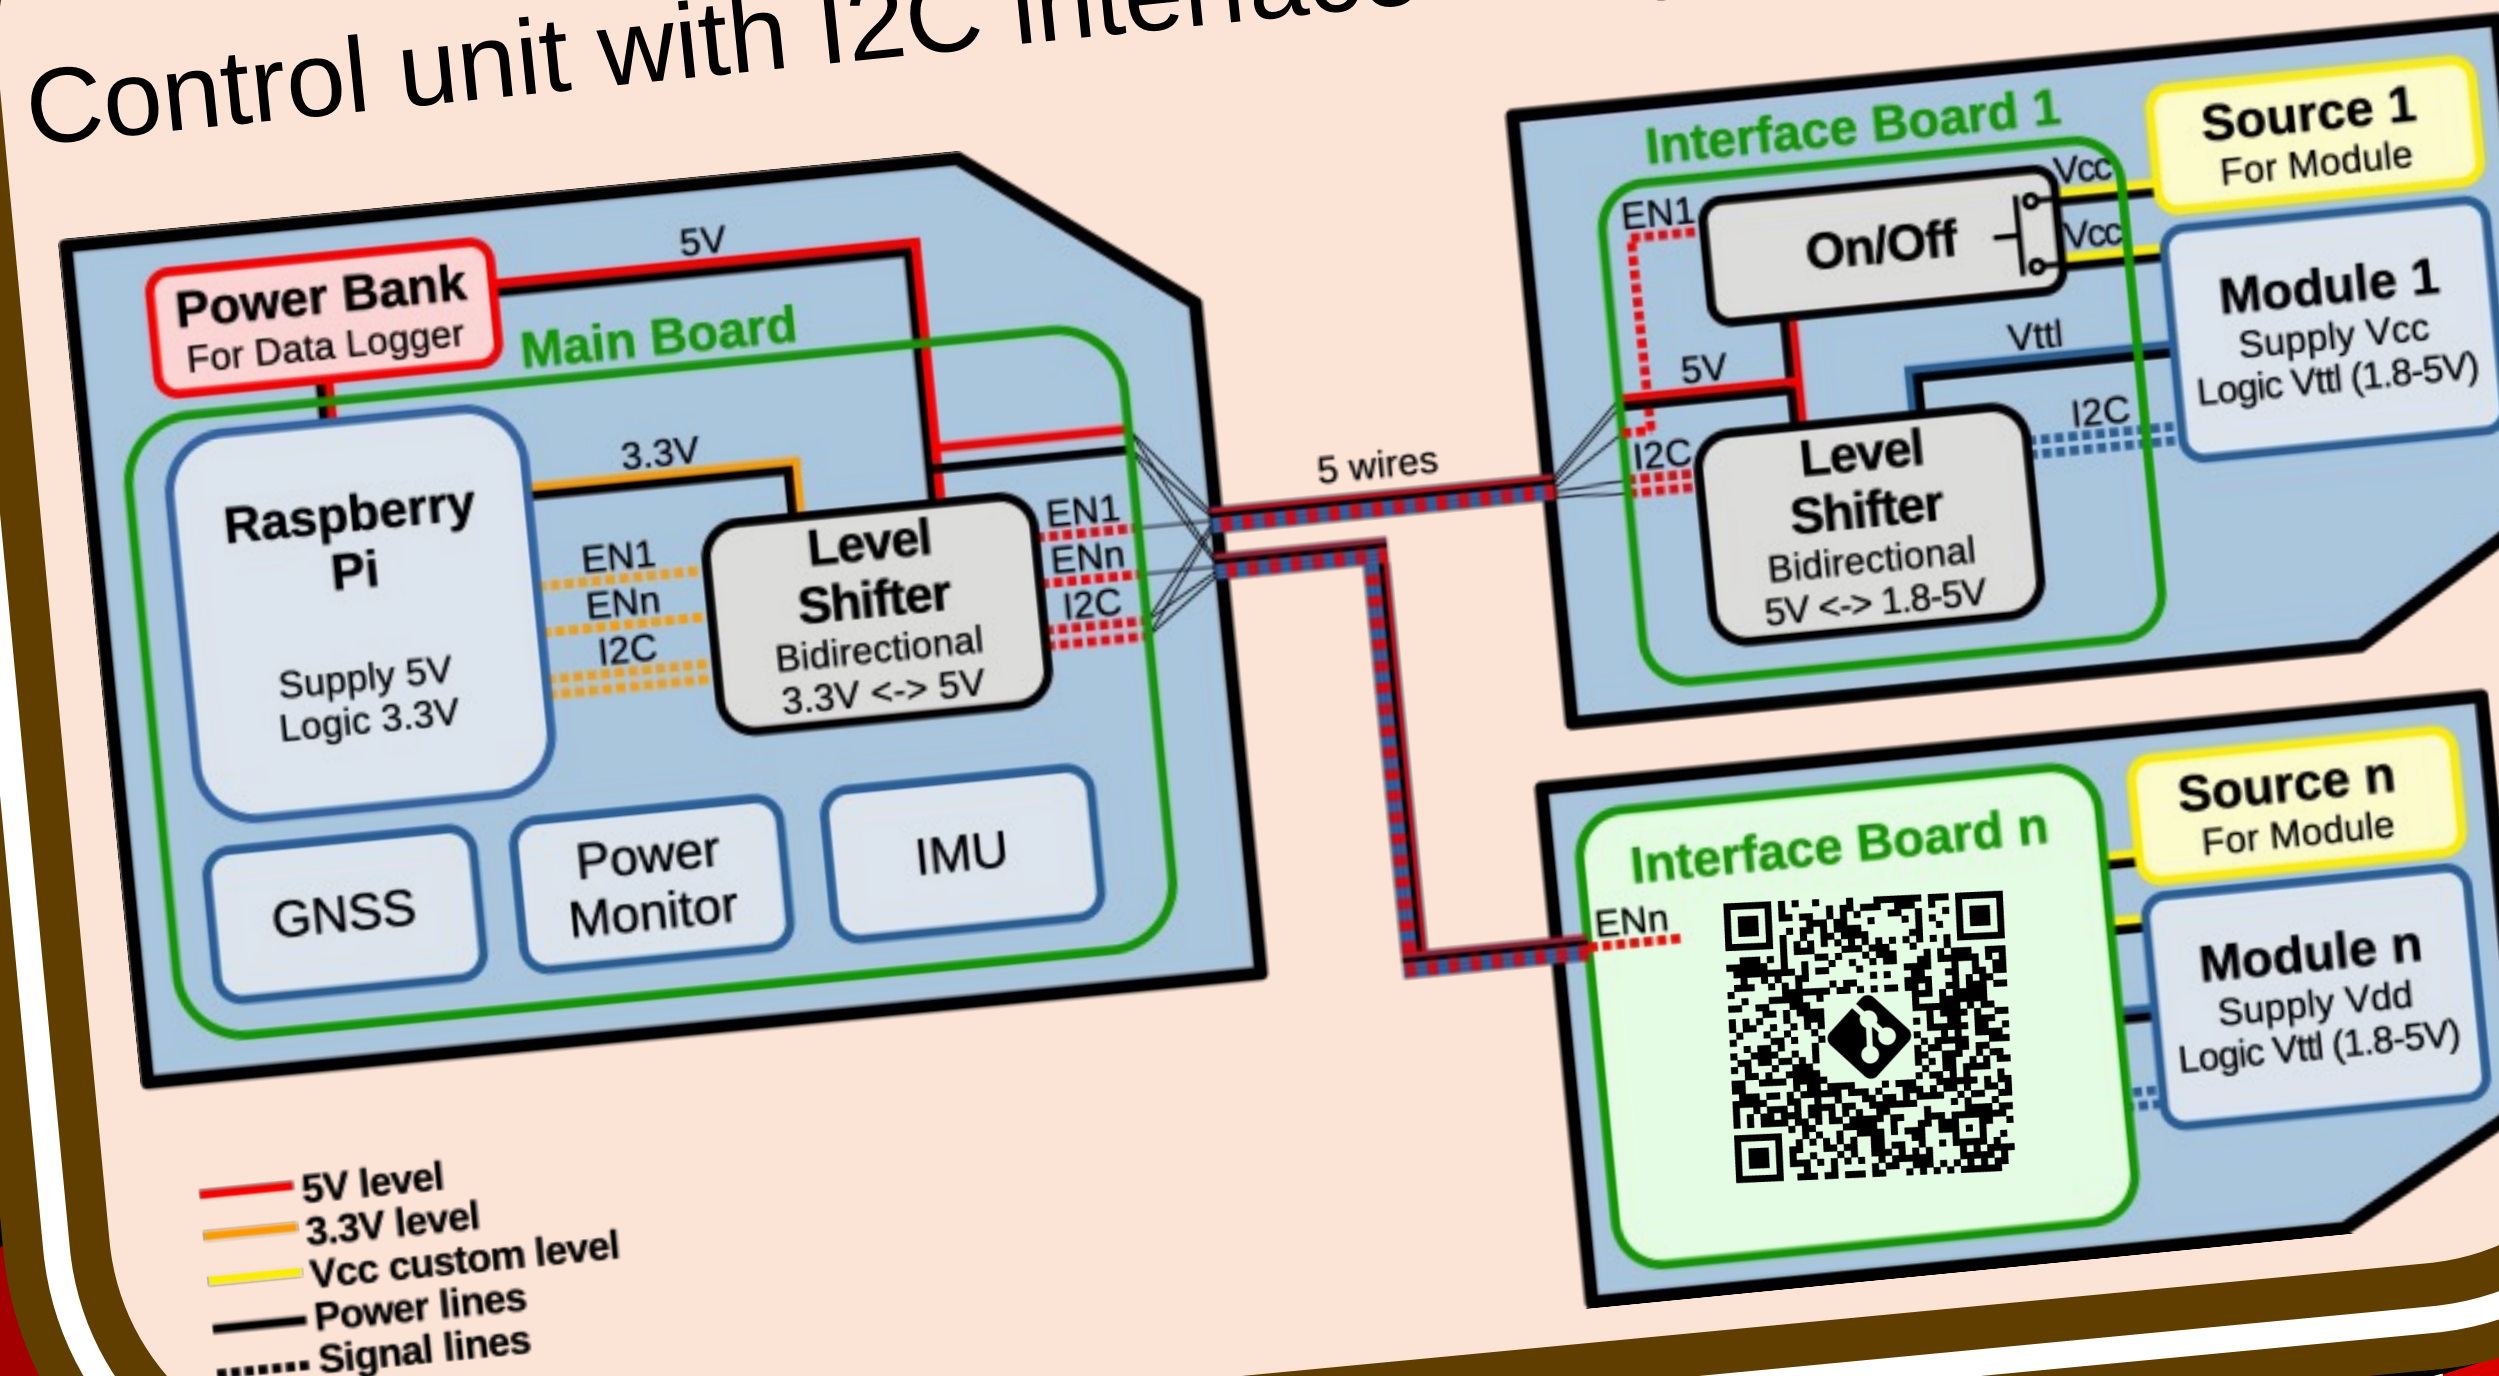 Control unit with I2C
Power Bank
For Data Logger
5V
Main Board
Raspberry
Pi
Supply 5V
Logic 3.3V
3.3V
EN1
ENn
I2C
Level
Shifter
Bidirectional
3.3V <-> 5V
EN1
ENn
I2C
GNSS
Power
Monitor
IMU
5 wires
Interface Board 1
EN1
On/Off
Vcc
Vcc
Source 1
For Module
Module 1
Supply Vcc
Logic Vttl (1.8-5V)
5V
Vttl
I2C
I2C
Level
Shifter
Bidirectional
5V <-> 1.8-5V
Interface Board n
ENn
Source n
For Module
Module n
Supply Vdd
Logic Vttl (1.8-5V)
5V level
3.3V level
Vcc custom level
Power lines
Signal lines